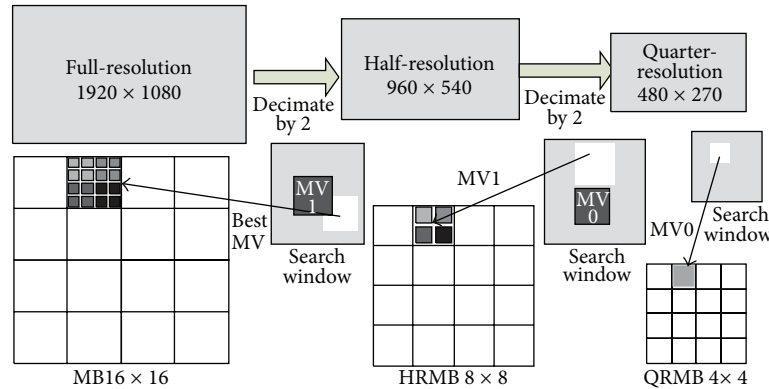 Full-resolution
1920 × 1080
Decimate
by 2
Half-resolution
960 × 540
Decimate
by 2
Quarter-
resolution
480 × 270
MV
1
Best
MV
Search
window
MV1
MV
0
Search
window
MV0
Search
window
MB16 × 16
HRMB 8 × 8
QRMB 4× 4